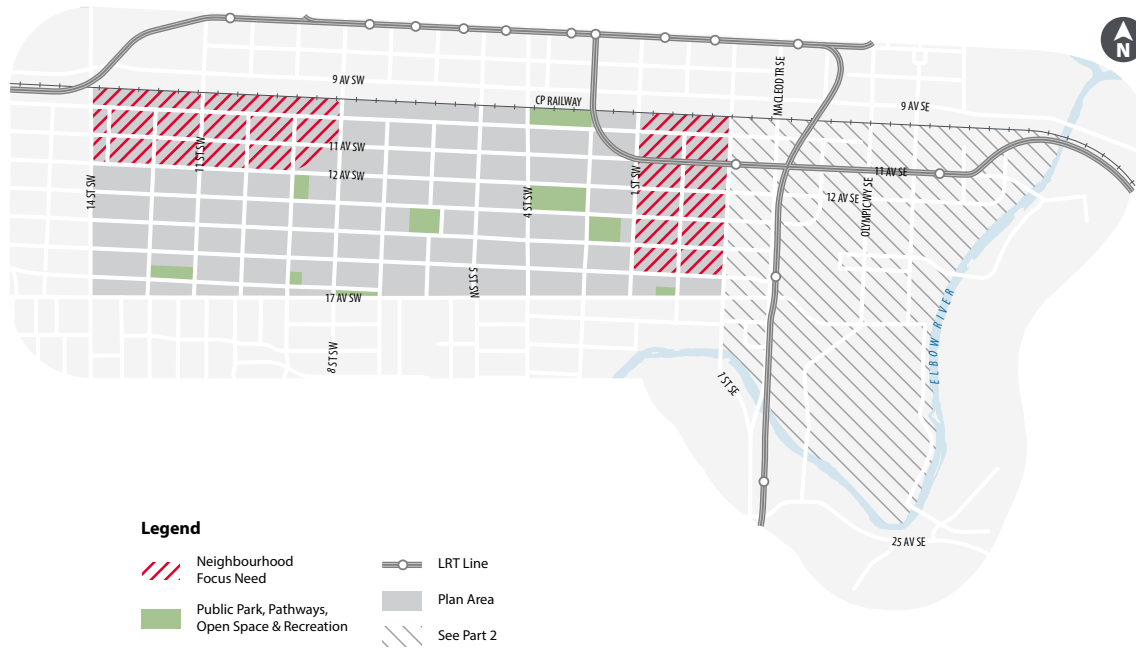 N
9 AV SW
CP RAILWAY
MACLEOD TR SE
9 AV SE
11 ST SW
11 AV SW
12 AV SW
14 ST SW
4 ST SW
1 ST SW
11 AV SE
12 AV SE
OLYMPIC WY SE
5 ST SW
17 AV SW
8 ST SW
1 ST SE
ELBOW RIVER
25 AV SE
Legend
Neighbourhood
Focus Need
Public Park, Pathways,
Open Space & Recreation
LRT Line
Plan Area
See Part 2